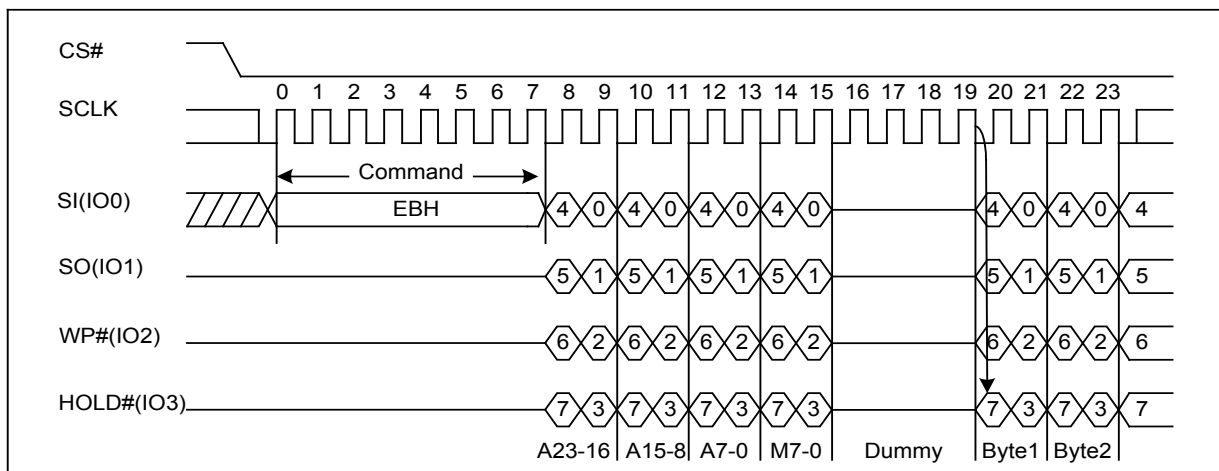 CS#
0 1 2 3 4 5 6 7 8 9 10 11 12 13 14 15 16 17 18 19 20 21 22 23
SCLK
Command
SI(IO0) EBH 4 0 4 0 4 0 4 0 4 0 4 0 4
SO(IO1) 5 1 5 1 5 1 5 1 5 1 5 1 5
WP#(IO2) 6 2 6 2 6 2 6 2 6 2 6 2 6
HOLD#(IO3) 7 3 7 3 7 3 7 3 7 3 7 3 7
A23-16 A15-8 A7-0 M7-0 Dummy Byte1 Byte2